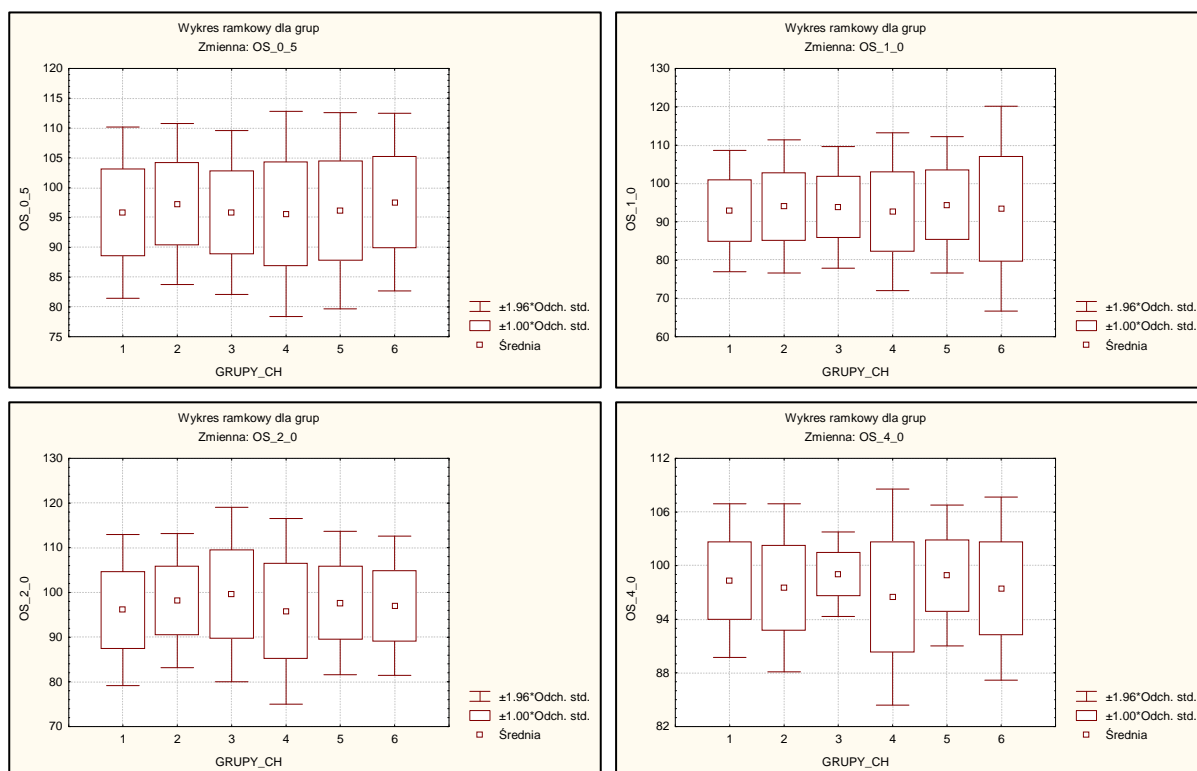 Wykres ramkowy dla grup
Zmienna: OS_0_5
120
115
110
105
100
95
90
85
80
75
OS_0_5
1 2 3 4 5 6
GRUPY_CH
±1.96*Odch. std.
±1.00*Odch. std.
Średnia
Wykres ramkowy dla grup
Zmienna: OS_1_0
130
120
110
100
90
80
70
60
OS_1_0
1 2 3 4 5 6
GRUPY_CH
±1.96*Odch. std.
±1.00*Odch. std.
Średnia
Wykres ramkowy dla grup
Zmienna: OS_2_0
130
120
110
100
90
80
70
OS_2_0
1 2 3 4 5 6
GRUPY_CH
±1.96*Odch. std.
±1.00*Odch. std.
Średnia
Wykres ramkowy dla grup
Zmienna: OS_4_0
112
106
100
94
88
82
OS_4_0
1 2 3 4 5 6
GRUPY_CH
±1.96*Odch. std.
±1.00*Odch. std.
Średnia